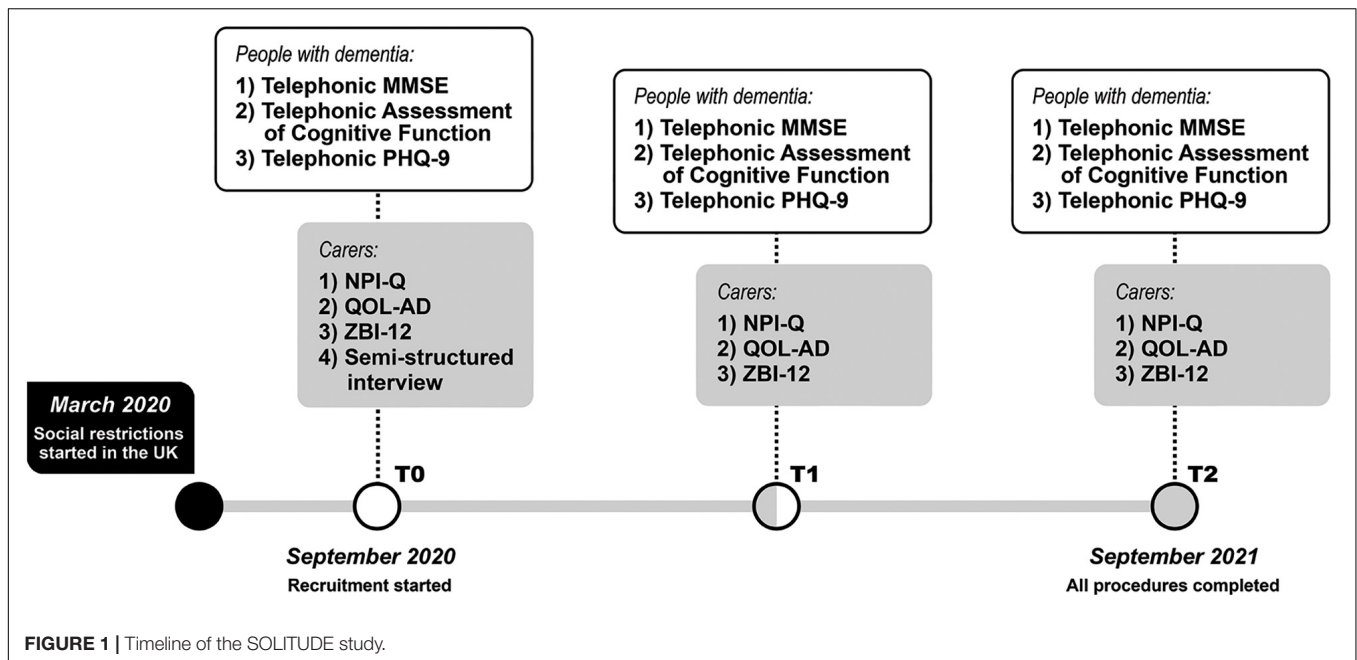 People with dementia:
1) Telephonic MMSE
2) Telephonic Assessment
of Cognitive Function
3) Telephonic PHQ-9
Carers:
1) NPI-Q
2) QOL-AD
3) ZBI-12
4) Semi-structured
interview
People with dementia:
1) Telephonic MMSE
2) Telephonic Assessment
of Cognitive Function
3) Telephonic PHQ-9
Carers:
1) NPI-Q
2) QOL-AD
3) ZBI-12
People with dementia:
1) Telephonic MMSE
2) Telephonic Assessment
of Cognitive Function
3) Telephonic PHQ-9
Carers:
1) NPI-Q
2) QOL-AD
3) ZBI-12
March 2020
Social restrictions
started in the UK
T0
T1
T2
September 2020
Recruitment started
September 2021
All procedures completed
FIGURE 1 | Timeline of the SOLITUDE study.